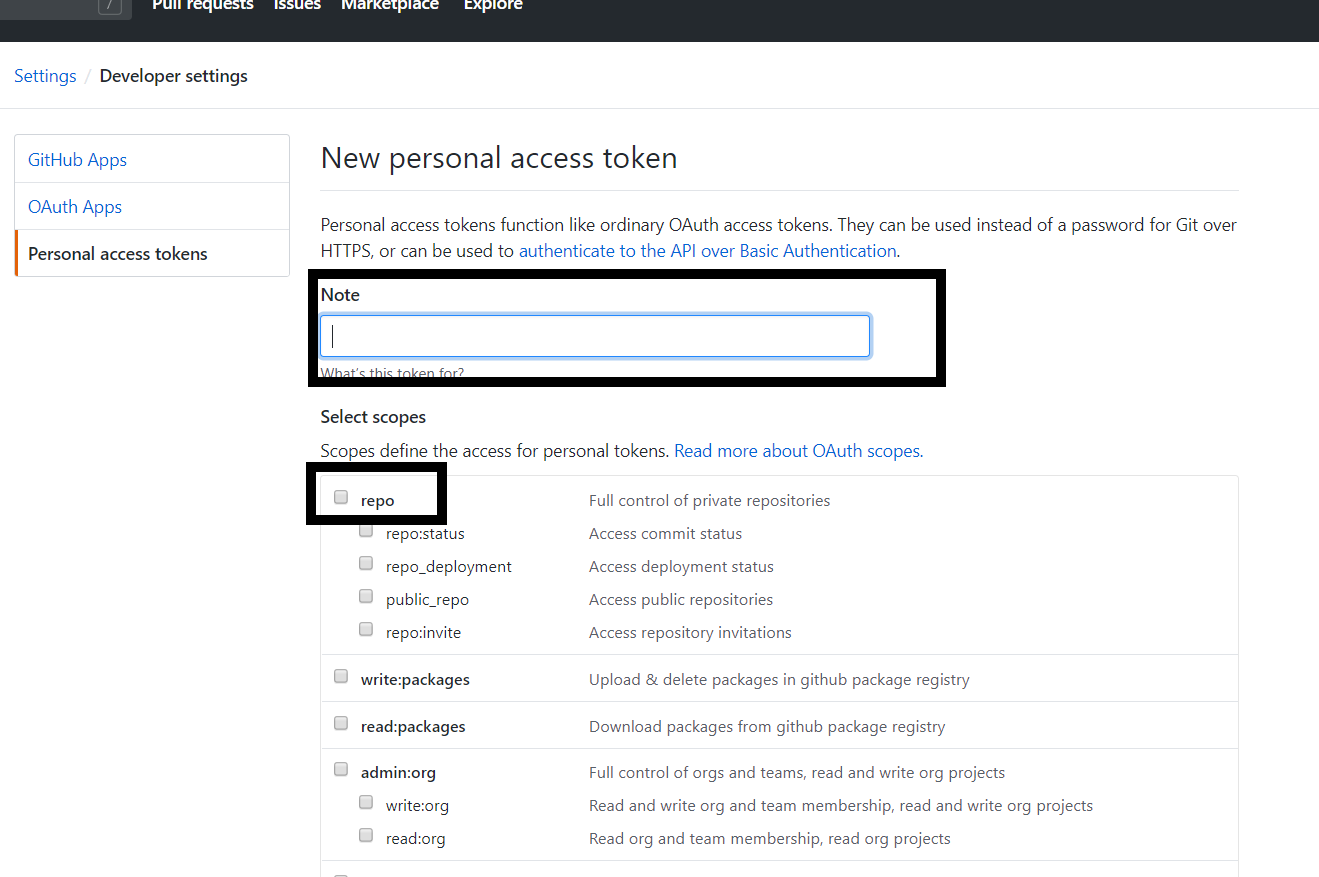 / Pull requests Issues Marketplace Explore
Settings / Developer settings
GitHub Apps
OAuth Apps
Personal access tokens
New personal access token
Personal access tokens function like ordinary OAuth access tokens. They can be used instead of a password for Git over
HTTPS, or can be used to authenticate to the API over Basic Authentication.
Note
What's this token for?
Select scopes
Scopes define the access for personal tokens. Read more about OAuth scopes.
repo Full control of private repositories
repo:status Access commit status
repo_deployment Access deployment status
public_repo Access public repositories
repo:invite Access repository invitations
write:packages Upload & delete packages in github package registry
read:packages Download packages from github package registry
admin:org Full control of orgs and teams, read and write org projects
write:org Read and write org and team membership, read and write org projects
read:org Read org and team membership, read org projects